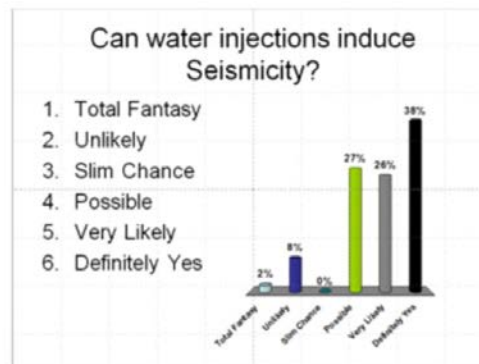 Can water injections induce
Seismicity?
1. Total Fantasy
2. Unlikely
3. Slim Chance
4. Possible
5. Very Likely
6. Definitely Yes
2%
8%
0%
27%
26%
38%
Total Fantasy
Unlikely
Slim Chance
Possible
Very Likely
Definitely Yes